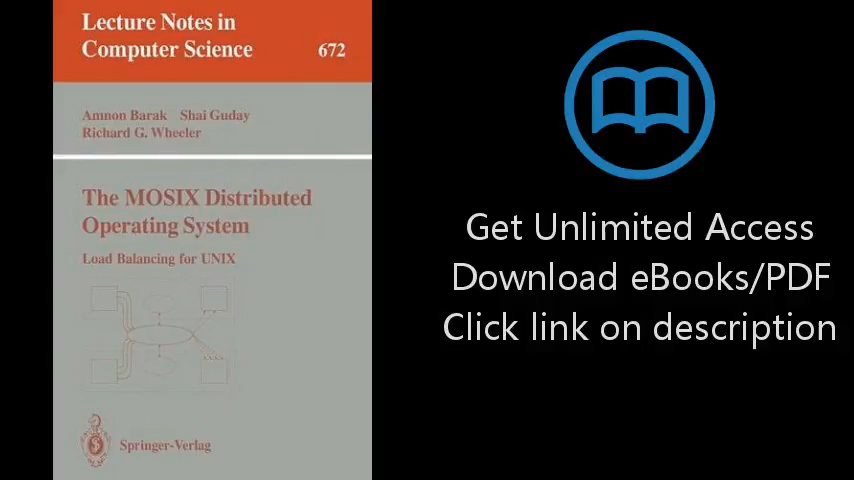 Lecture Notes in
Computer Science 672
Amnon Barak Shai Guday
Richard G. Wheeler
The MOSIX Distributed
Operating System
Load Balancing for UNIX
Springer-Verlag
Get Unlimited Access
Download eBooks/PDF
Click link on description